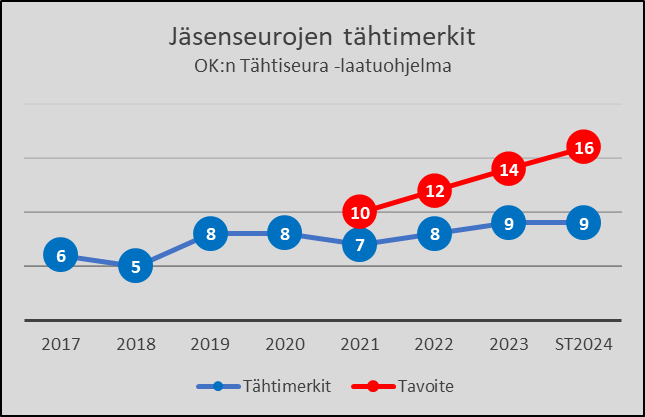 Jäsenseurojen tähtimerkit
OK:n Tähtiseura -laatuohjelma
16
14
12
10
6 5 8 8 7 8 9 9
2017 2018 2019 2020 2021 2022 2023 ST2024
Tähtimerkit Tavoite